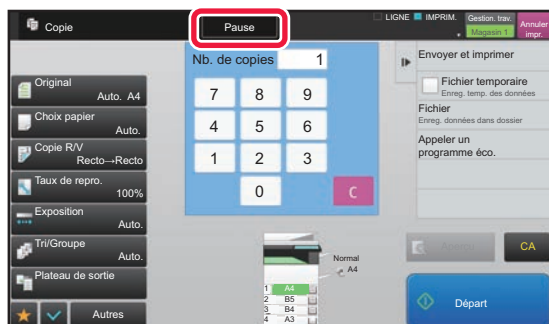 Copie
Pause
LIGNE
IMPRIM.
Gestion. trav.
Magasin 1
Annuler
impr.
Nb. de copies
1
7 8 9
4 5 6
1 2 3
0
C
Original
Auto. A4
Choix papier
Auto.
Copie R/V
Recto→Recto
Taux de repro.
100%
Exposition
Auto.
Tri/Groupe
Auto.
Plateau de sortie
Autres
Normal
A4
1 A4
2 B5
3 B4
4 A3
Envoyer et imprimer
Fichier temporaire
Enreg. temp. des données
Fichier
Enreg. données dans dossier
Appeler un
programme éco.
CA
Départ